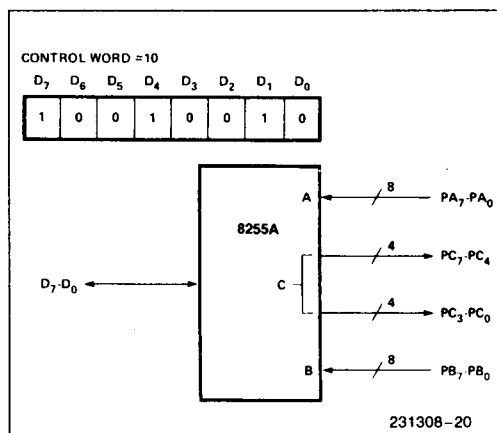 CONTROL WORD =10
D7 D6 D5 D4 D3 D2 D1 D0
1 0 0 1 0 0 1 0
8255A
A 8 PA7-PA0
4 PC7-PC4
D7-D0
C
4 PC3-PC0
B 8 PB7-PB0
231308-20